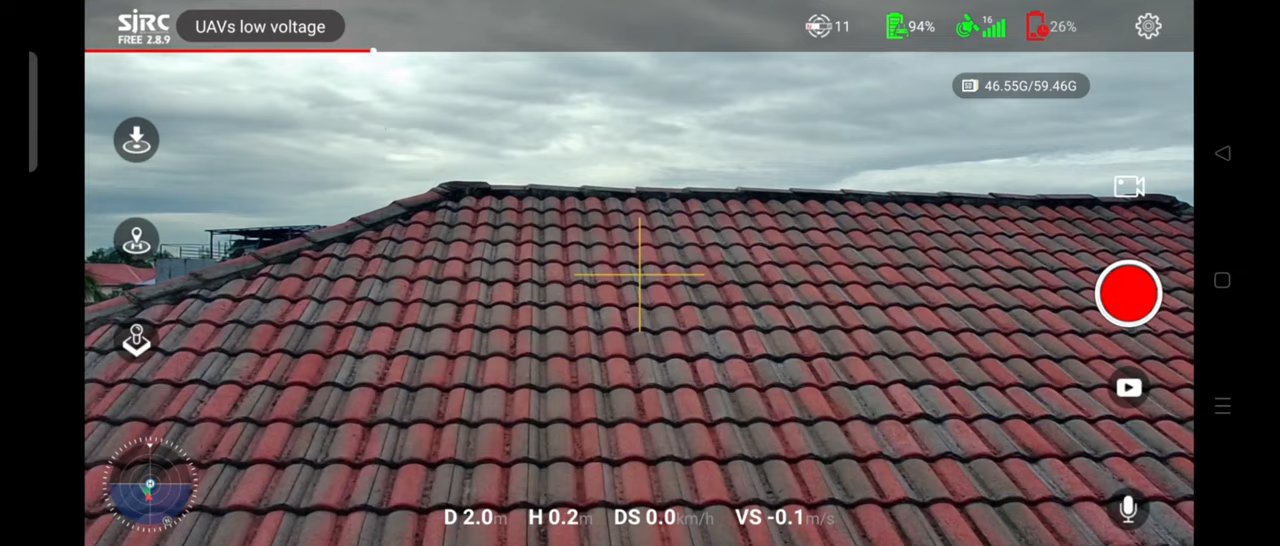 SJRC
FREE 2.8.9
UAVs low voltage
11
94%
16
26%
46.55G/59.46G
D 2.0m
H 0.2m
DS 0.0km/h
VS -0.1m/s